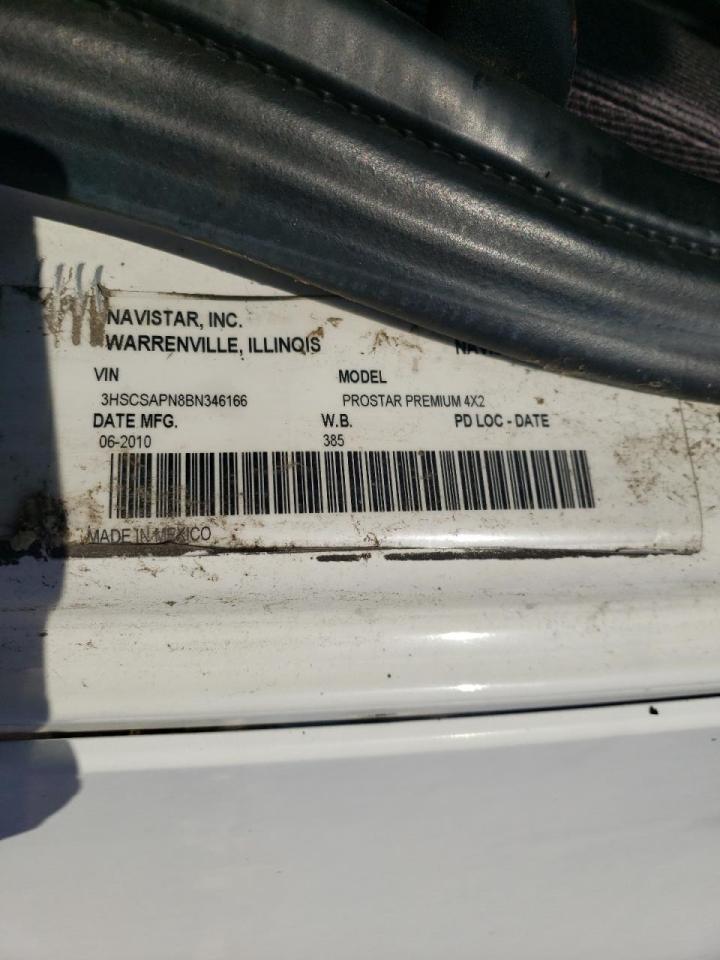 NAVISTAR, INC.
WARRENVILLE, ILLINOIS
VIN MODEL
3HSCSAPN8BN346166 PROSTAR PREMIUM 4X2
DATE MFG. W.B. PD LOC - DATE
06-2010 385
MADE IN MEXICO